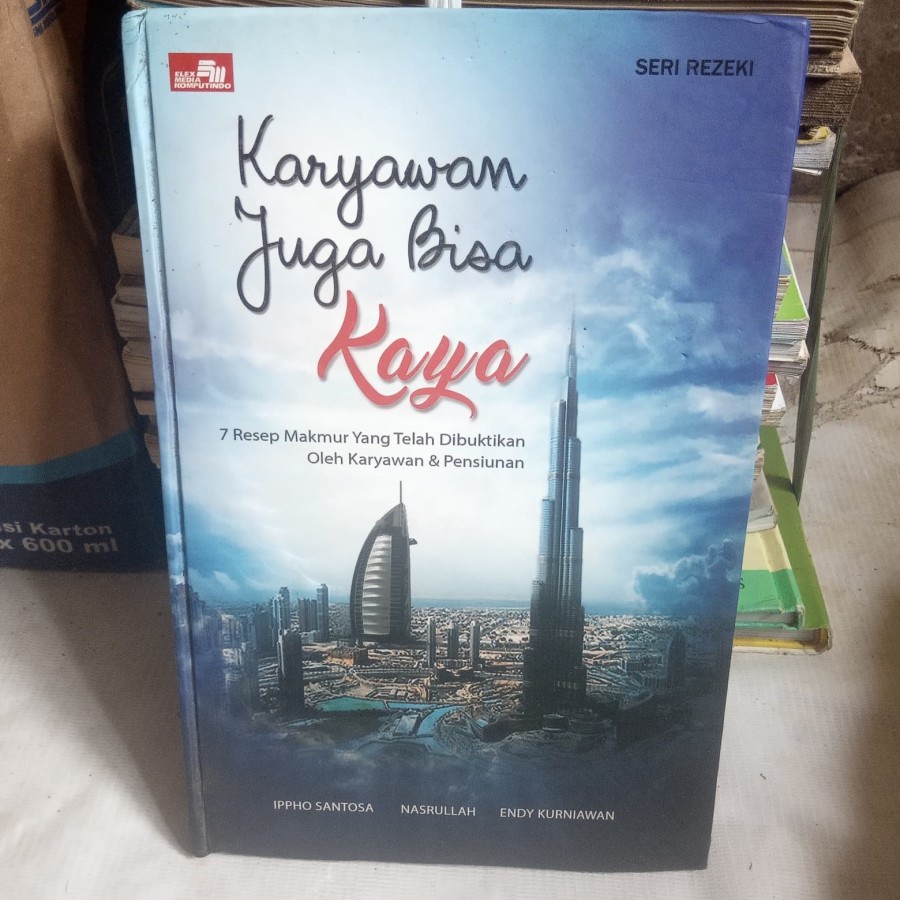 ELEX
MEDIA
KOMPUTINDO
SERI REZEKI
Karyawan
Juga Bisa
Kaya
7 Resep Makmur Yang Telah Dibuktikan
Oleh Karyawan & Pensiunan
IPPHO SANTOSA NASRULLAH ENDY KURNIAWAN
si Karton
x 600 ml